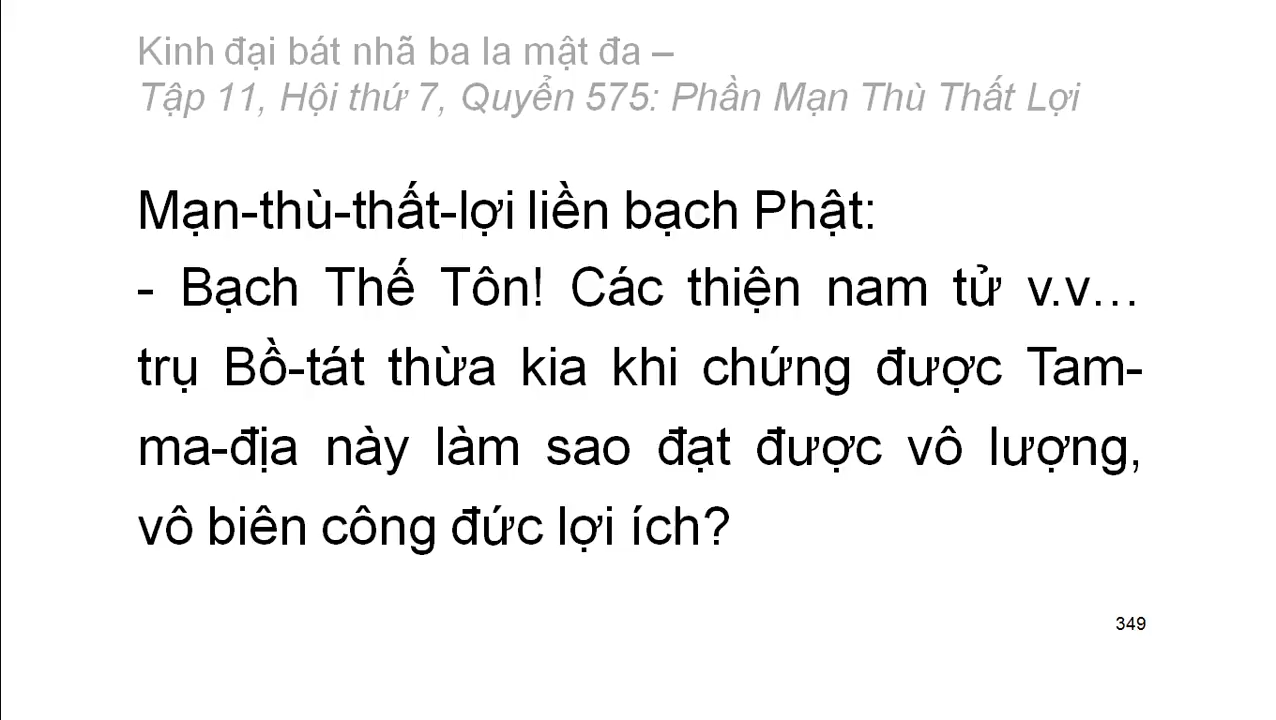 Kinh đại bát nhã ba la mật đa –
Tập 11, Hội thứ 7, Quyển 575: Phần Mạn Thù Thất Lợi
Mạn-thù-thất-lợi liền bạch Phật:
- Bạch Thế Tôn! Các thiện nam tử v.v…
trụ Bồ-tát thừa kia khi chứng được Tam-
ma-địa này làm sao đạt được vô lượng,
vô biên công đức lợi ích?
349